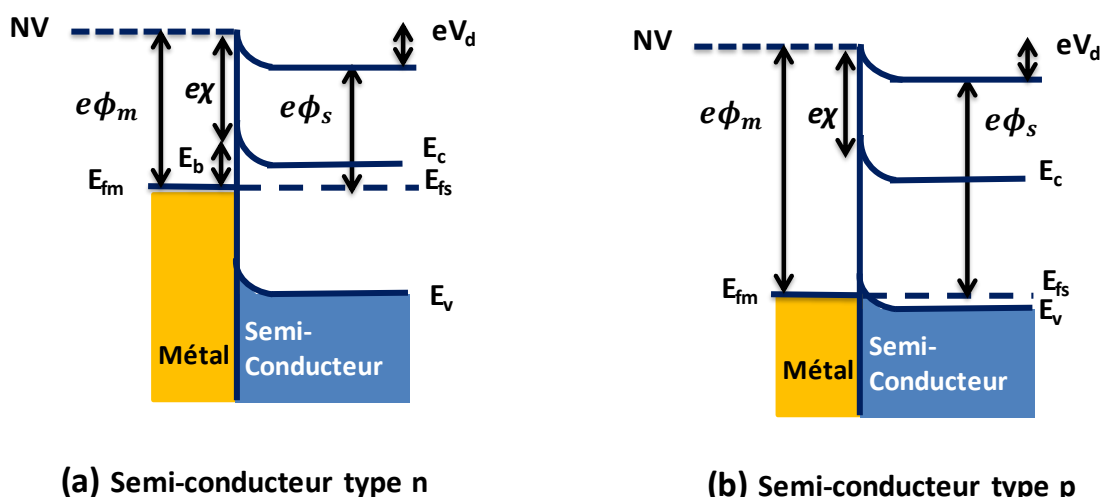 NV
eV_d
eχ
eϕ_m
eϕ_s
E_b
E_c
E_fm
E_fs
E_v
Semi-
Métal
Conducteur
(a) Semi-conducteur type n
NV
eV_d
eχ
eϕ_m
eϕ_s
E_c
E_fm
E_fs
E_v
Semi-
Métal
Conducteur
(b) Semi-conducteur type p